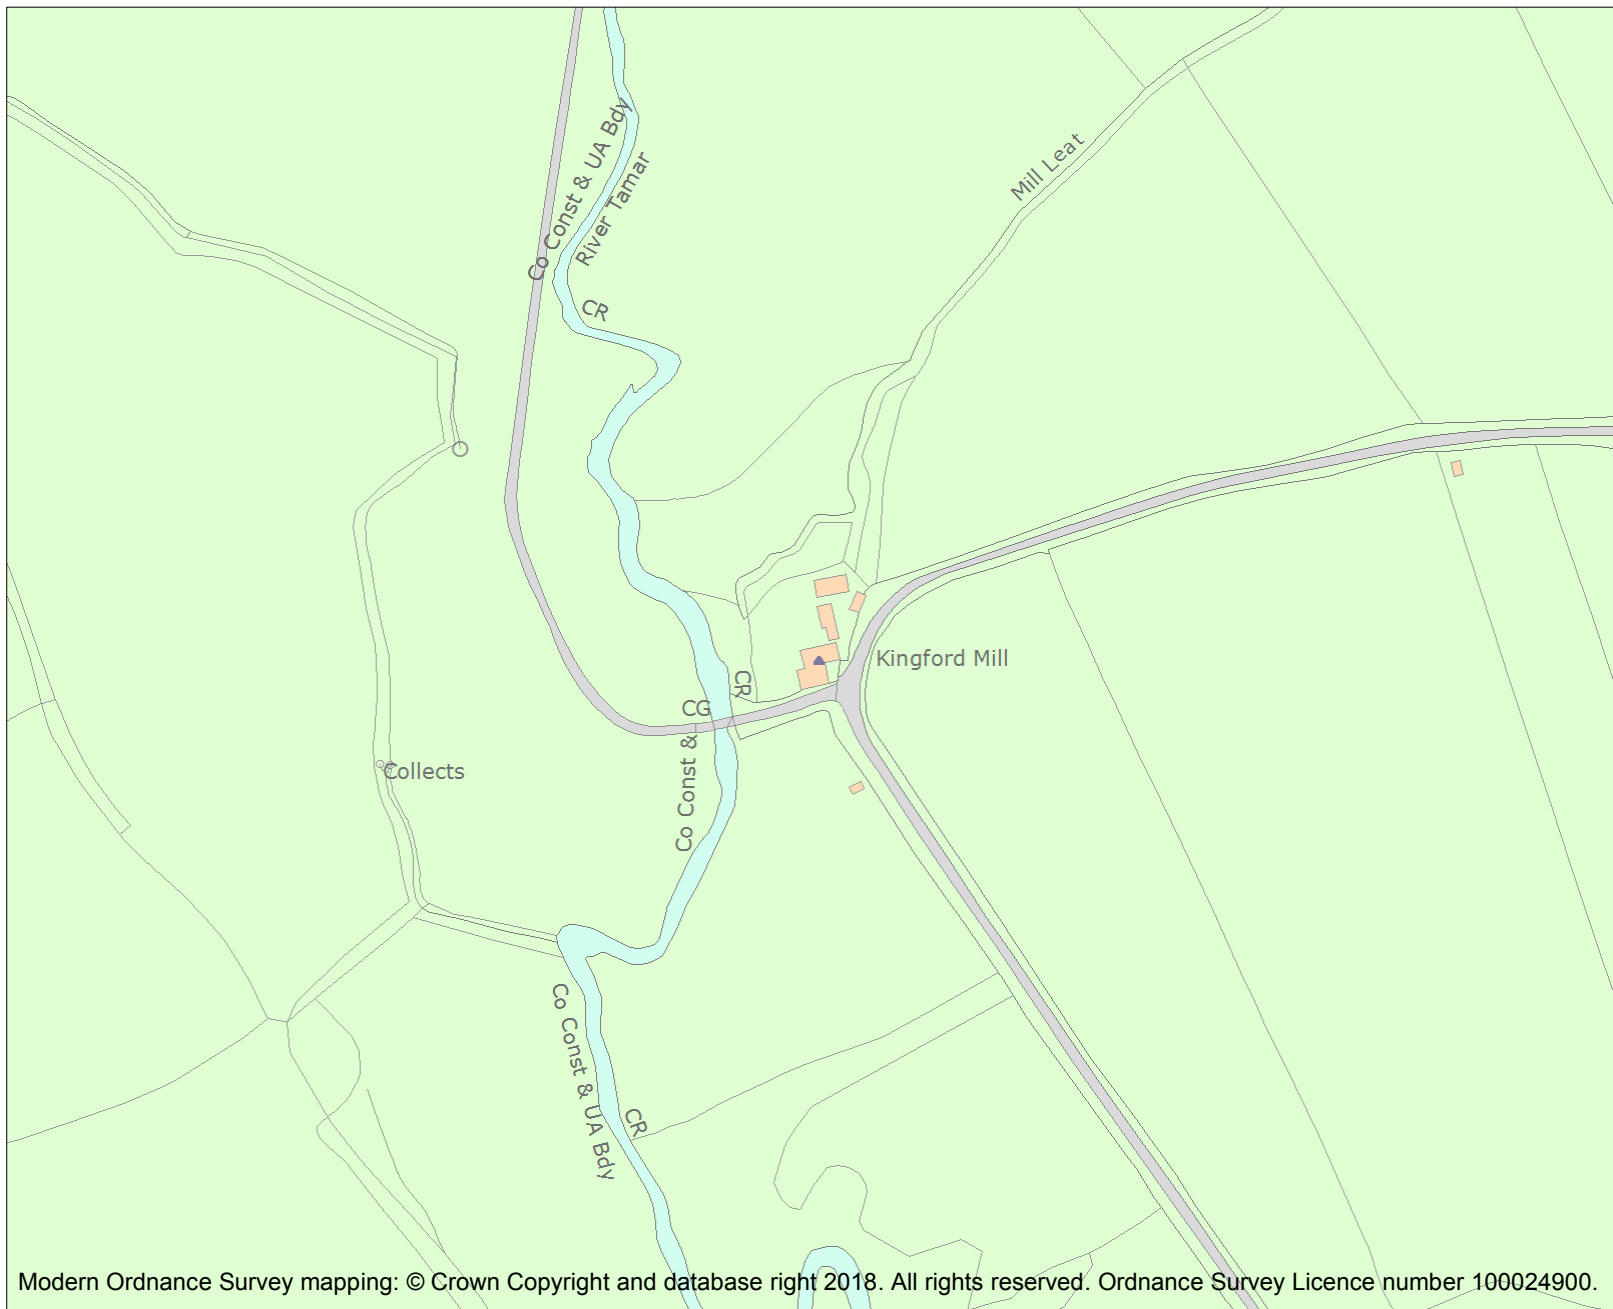 Co Const & UA Bdy
River Tamar
Mill Leat
CR
Kingford Mill
CR
CG
Co Const &
Collects
Co Const & UA Bdy
CR
Modern Ordnance Survey mapping: © Crown Copyright and database right 2018. All rights reserved. Ordnance Survey Licence number 100024900.